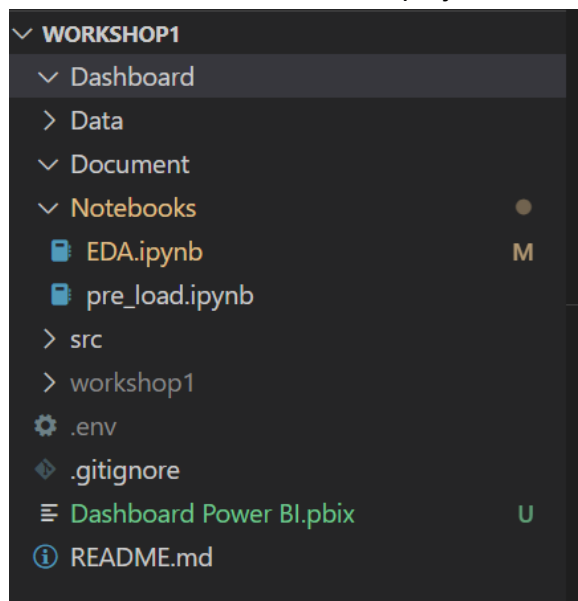 WORKSHOP1
Dashboard
Data
Document
Notebooks
EDA.ipynb M
pre_load.ipynb
src
workshop1
.env
.gitignore
Dashboard Power BI.pbix U
README.md